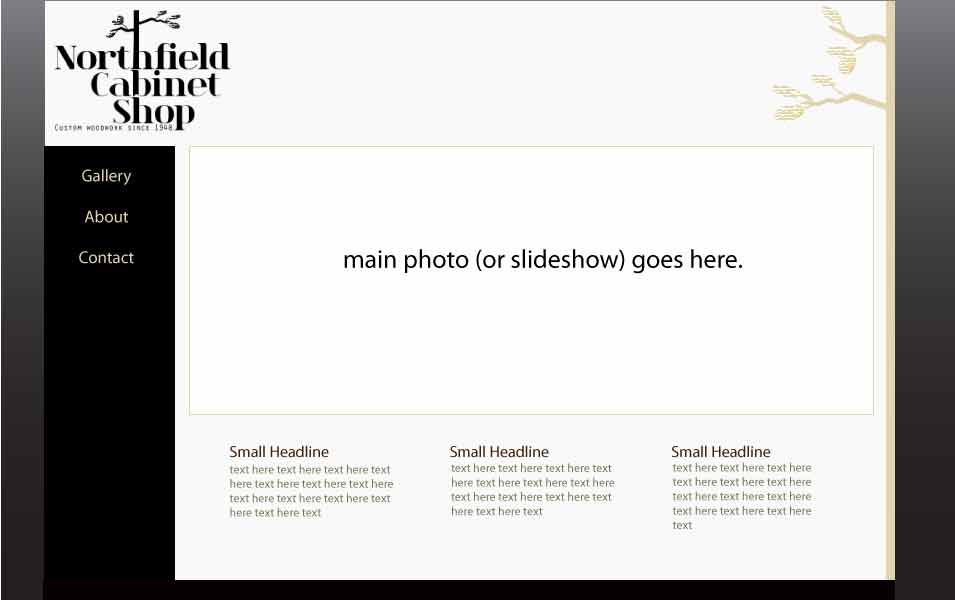 Northfield
Cabinet
Shop
Custom woodwork since 1948
Gallery
About
Contact
main photo (or slideshow) goes here.
Small Headline
text here text here text here text
here text here text here text here
text here text here text here text
here text here text
Small Headline
text here text here text here text
here text here text here text here
text here text here text here text
here text here text
Small Headline
text here text here text here
text here text here text here
text here text here text here
text here text here text here
text